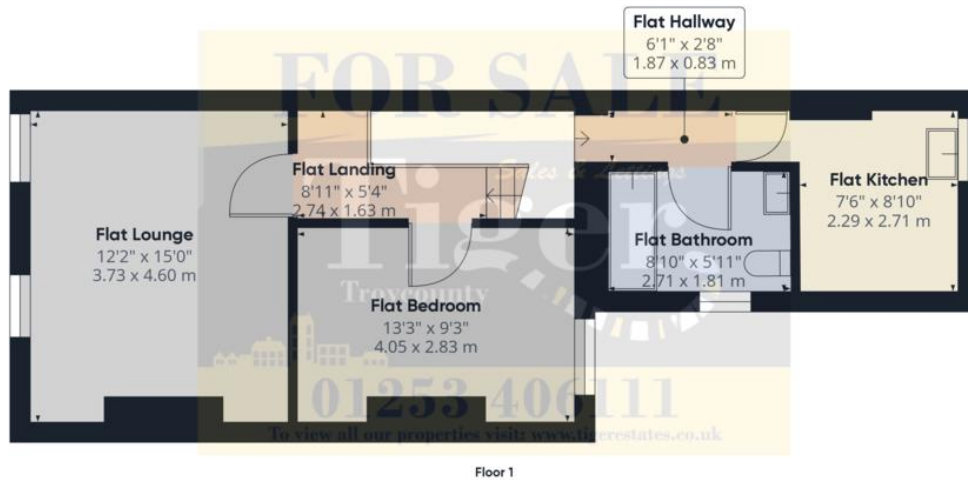 Flat Hallway
6'1" x 2'8"
1.87 x 0.83 m
FOR SALE
Sales & Lettings
Flat Landing
8'11" x 5'4"
2.74 x 1.63 m
Flat Kitchen
7'6" x 8'10"
2.29 x 2.71 m
Flat Lounge
12'2" x 15'0"
3.73 x 4.60 m
Tiger
Flat Bathroom
8'10" x 5'11"
2.71 x 1.81 m
Troycounty
Flat Bedroom
13'3" x 9'3"
4.05 x 2.83 m
01253 406111
To view all our properties visit: www.tigerestates.co.uk
Floor 1